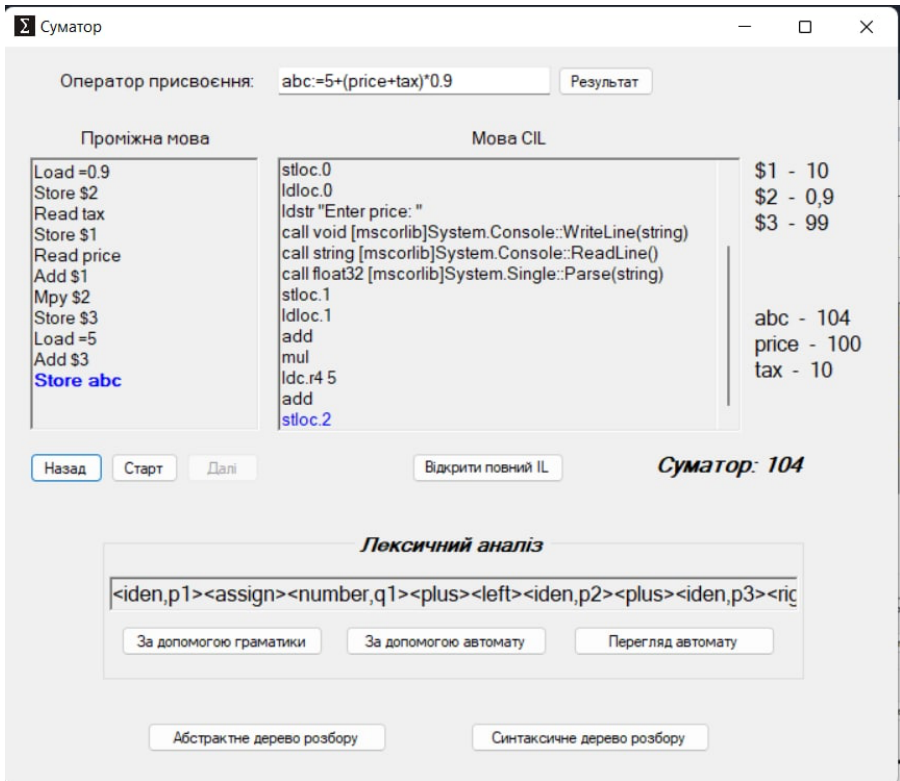 Σ Суматор
Оператор присвоєння: abc:=5+(price+tax)*0.9 Результат
Проміжна мова
Load =0.9
Store $2
Read tax
Store $1
Read price
Add $1
Mpy $2
Store $3
Load =5
Add $3
Store abc
Мова CIL
stloc.0
ldloc.0
ldstr "Enter price: "
call void [mscorlib]System.Console::WriteLine(string)
call string [mscorlib]System.Console::ReadLine()
call float32 [mscorlib]System.Single::Parse(string)
stloc.1
ldloc.1
add
mul
ldc.r4 5
add
stloc.2
$1 - 10
$2 - 0,9
$3 - 99
abc - 104
price - 100
tax - 10
Назад Старт Далі Відкрити повний IL Суматор: 104
Лексичний аналіз
<iden,p1><assign><number,q1><plus><left><iden,p2><plus><iden,p3><rig
За допомогою граматики За допомогою автомату Перегляд автомату
Абстрактне дерево розбору Синтаксичне дерево розбору